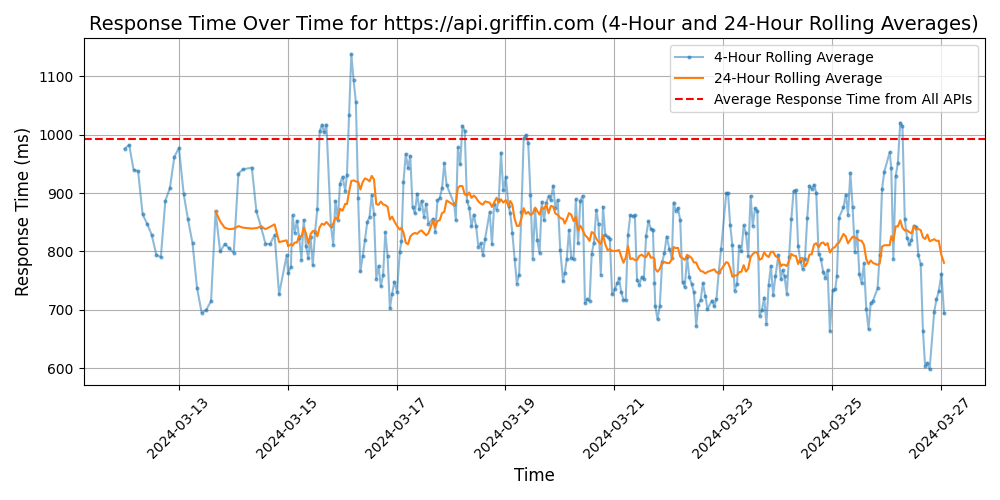 Response Time Over Time for https://api.griffin.com (4-Hour and 24-Hour Rolling Averages)
4-Hour Rolling Average
24-Hour Rolling Average
Average Response Time from All APIs
Response Time (ms)
1100
1000
900
800
700
600
2024-03-13
2024-03-15
2024-03-17
2024-03-19
2024-03-21
2024-03-23
2024-03-25
2024-03-27
Time